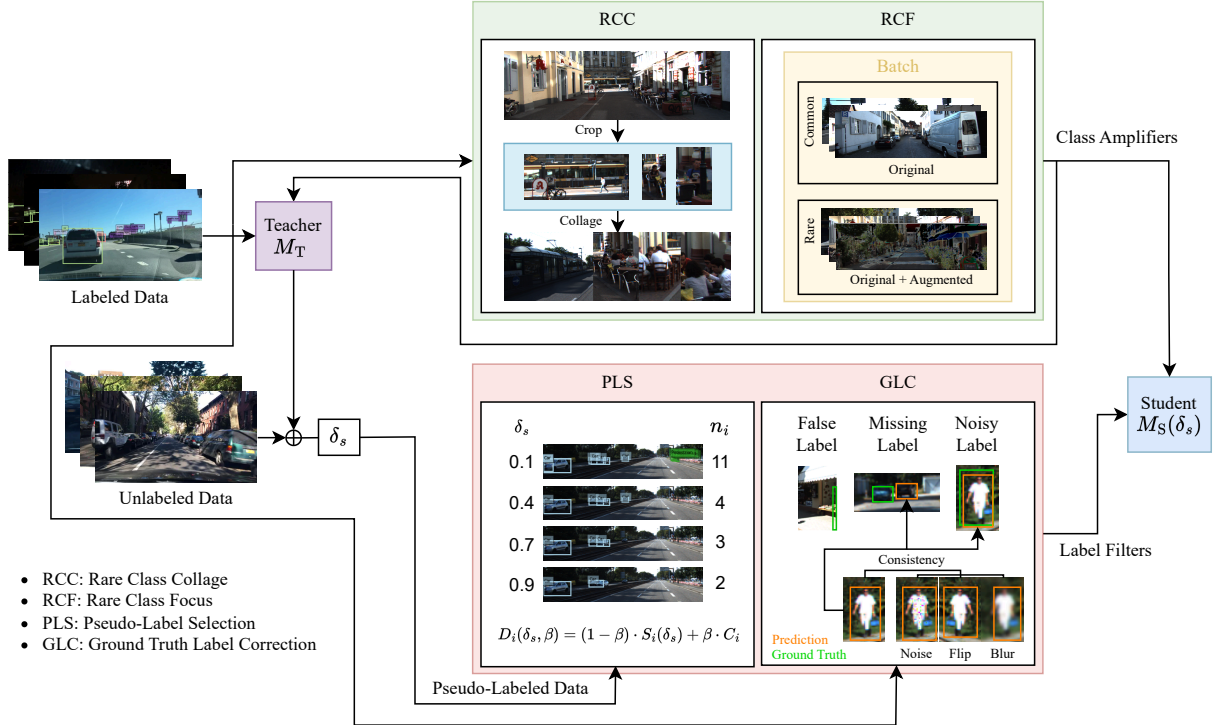 RCC
RCF
Crop
Collage
Batch
Common
Original
Rare
Original + Augmented
Class Amplifiers
Labeled Data
Teacher
M_T
Unlabeled Data
δ_s
Student
M_S(δ_s)
PLS
GLC
δ_s
n_i
0.1
11
0.4
4
0.7
3
0.9
2
D_i(δ_s, β) = (1 − β) · S_i(δ_s) + β · C_i
False
Label
Missing
Label
Noisy
Label
Consistency
Prediction
Ground Truth
Noise
Flip
Blur
Label Filters
Pseudo-Labeled Data
• RCC: Rare Class Collage
• RCF: Rare Class Focus
• PLS: Pseudo-Label Selection
• GLC: Ground Truth Label Correction